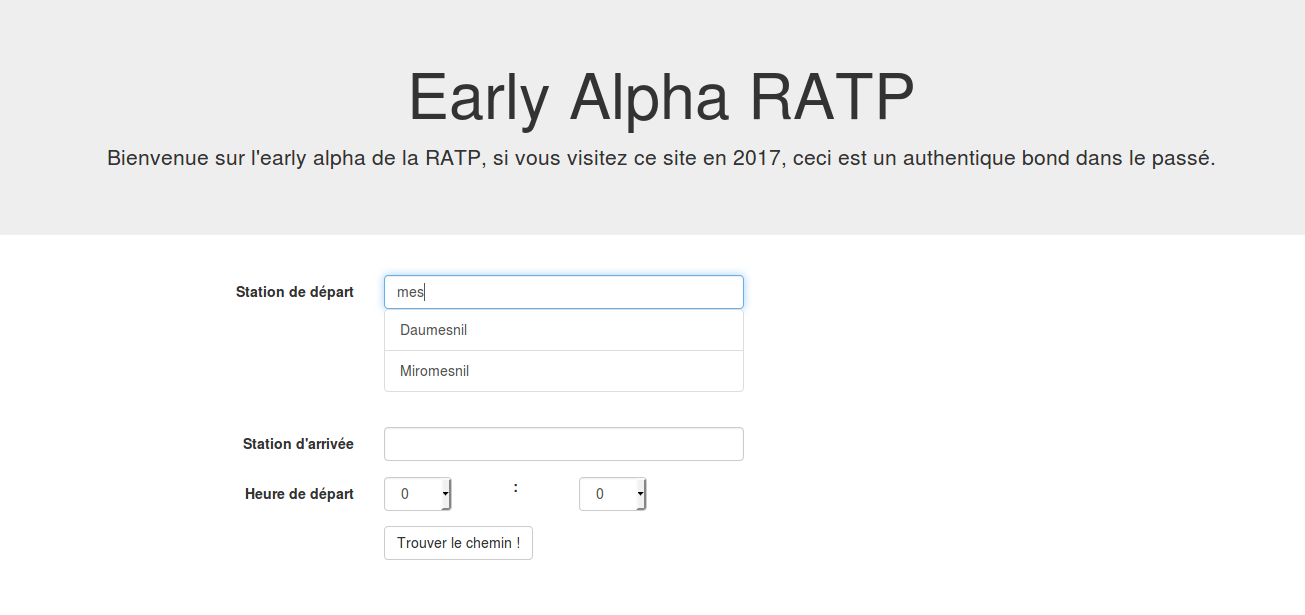 Early Alpha RATP
Bienvenue sur l'early alpha de la RATP, si vous visitez ce site en 2017, ceci est un authentique bond dans le passé.
Station de départ mes
Daumesnil
Miromesnil
Station d'arrivée
Heure de départ 0 : 0
Trouver le chemin !